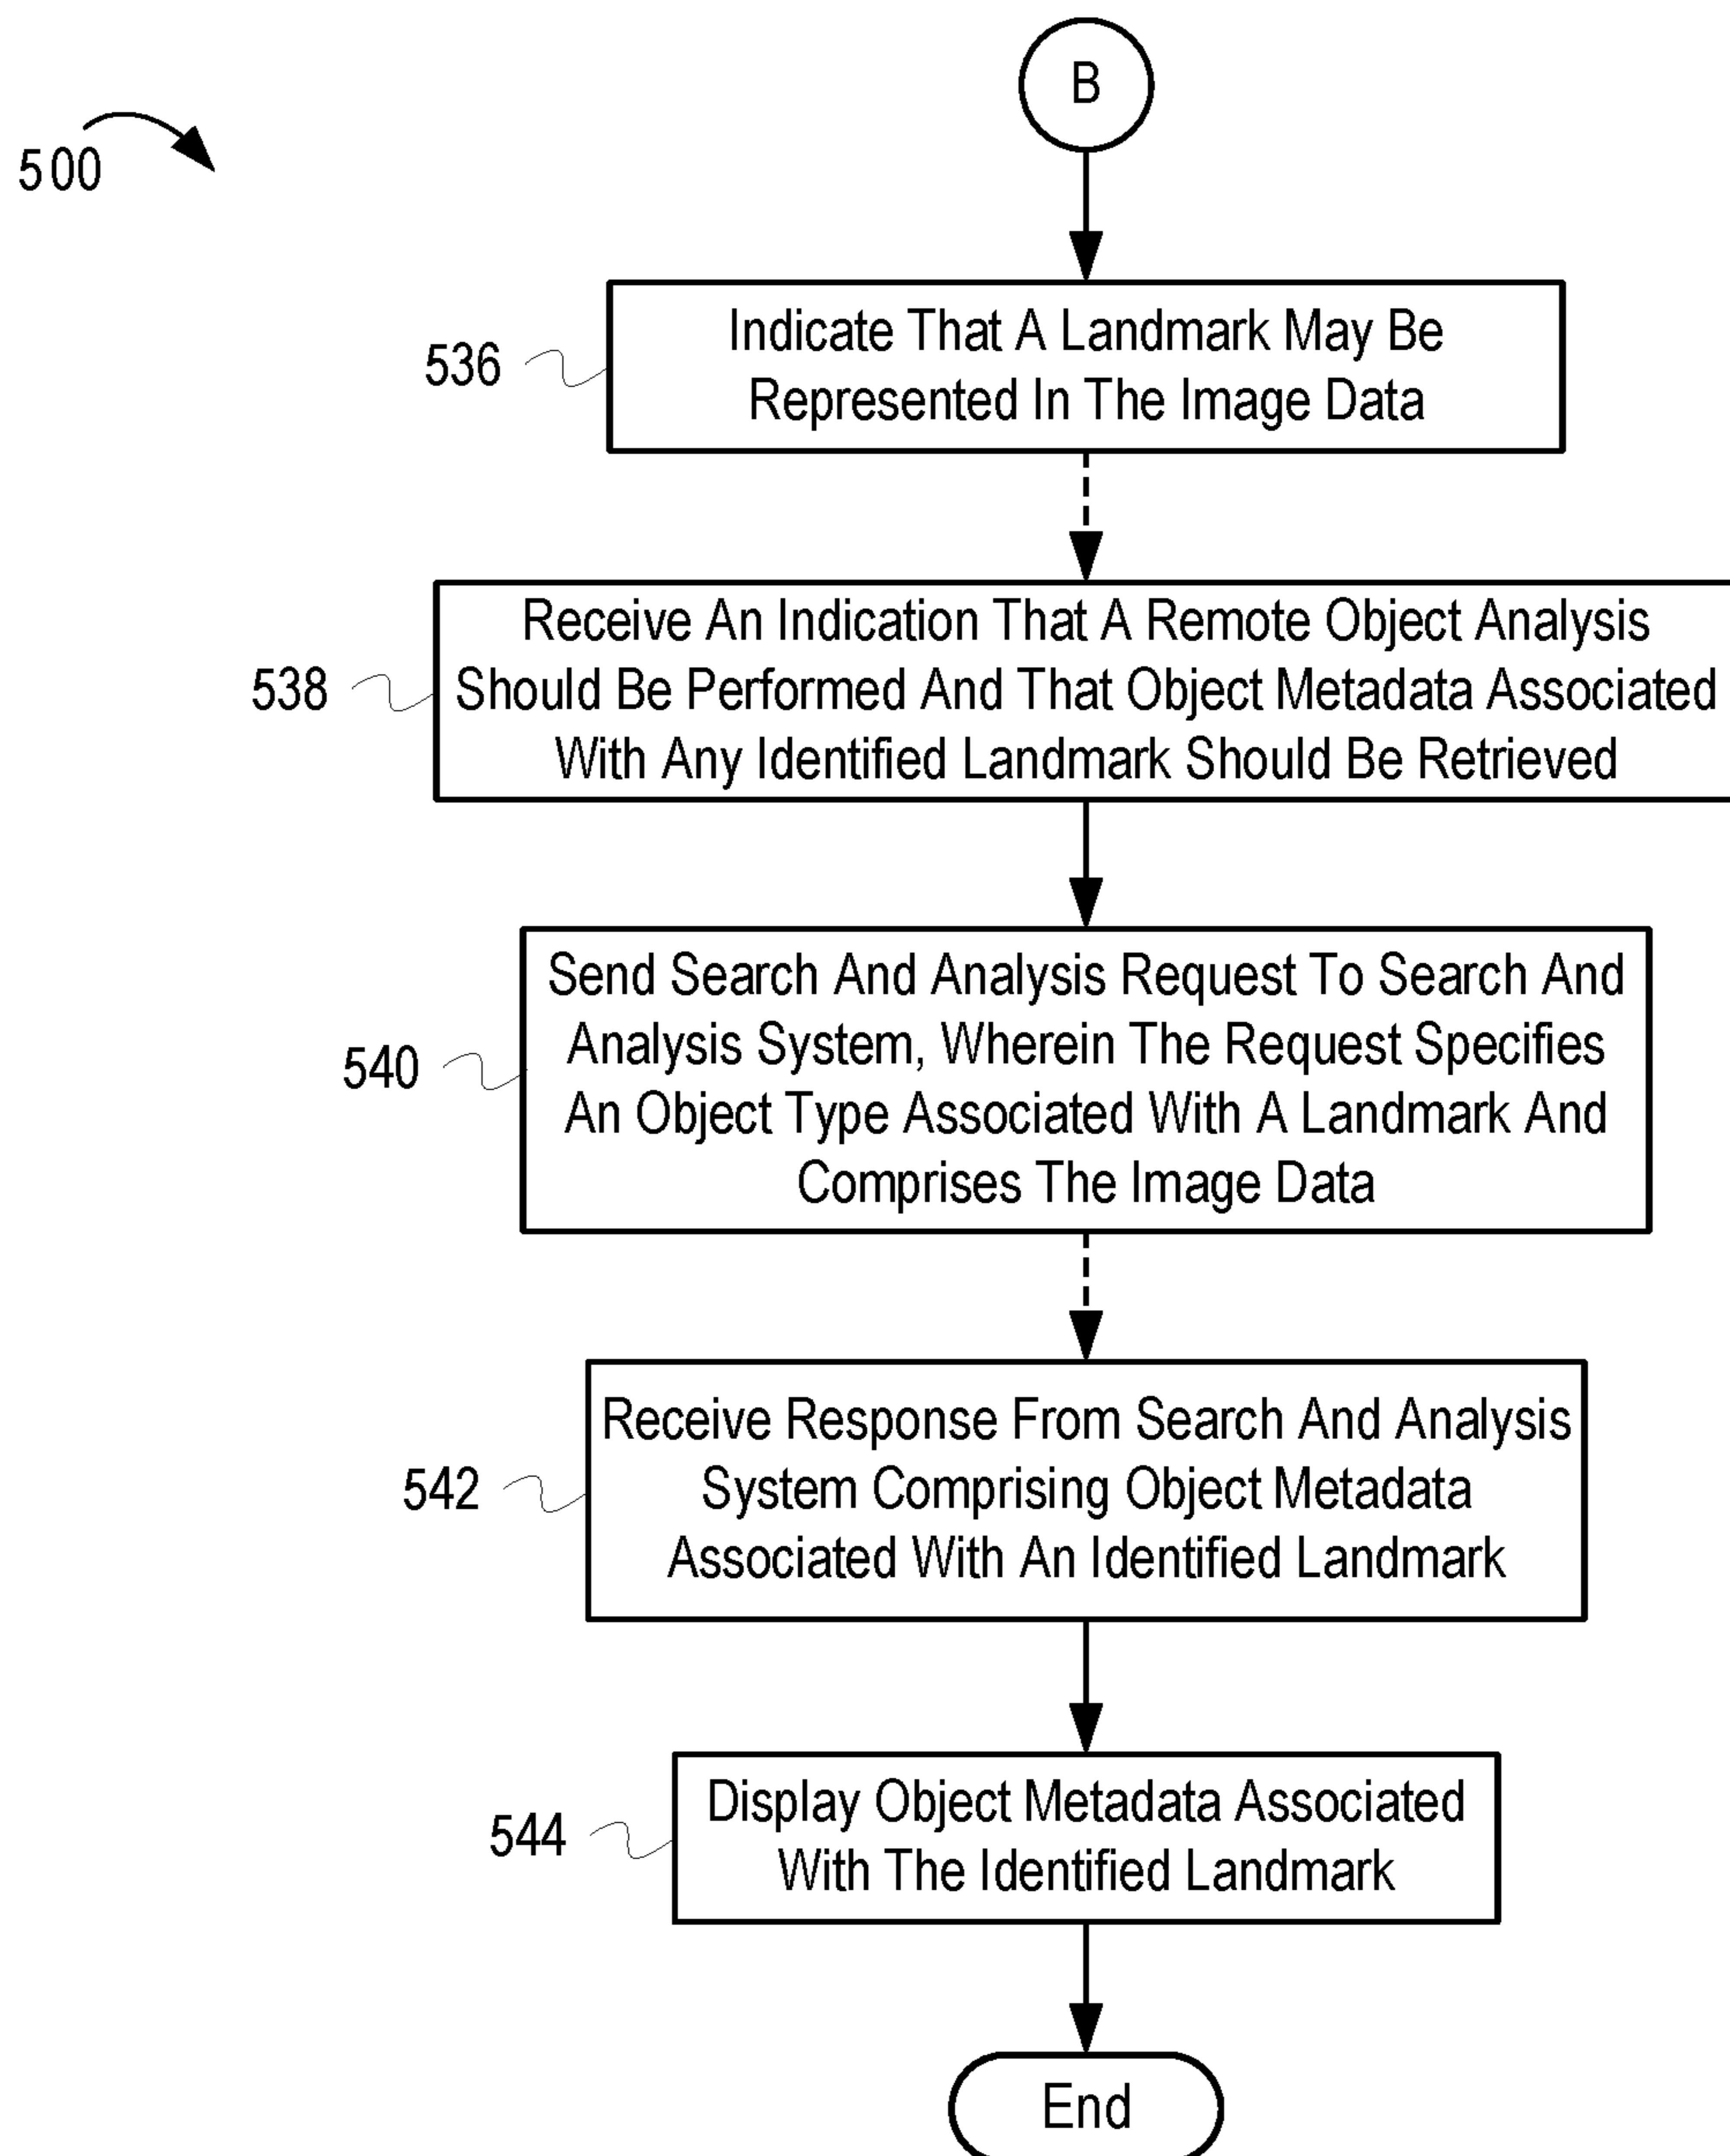 B
500
536
Indicate That A Landmark May Be
Represented In The Image Data
538
Receive An Indication That A Remote Object Analysis
Should Be Performed And That Object Metadata Associated
With Any Identified Landmark Should Be Retrieved
540
Send Search And Analysis Request To Search And
Analysis System, Wherein The Request Specifies
An Object Type Associated With A Landmark And
Comprises The Image Data
542
Receive Response From Search And Analysis
System Comprising Object Metadata
Associated With An Identified Landmark
544
Display Object Metadata Associated
With The Identified Landmark
End